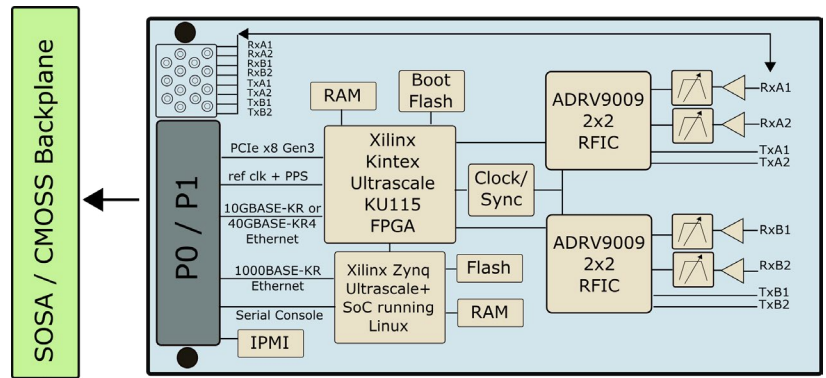 SOSA / CMOSS Backplane
P0 / P1
RxA1
RxA2
RxB1
RxB2
TxA1
TxA2
TxB1
TxB2
PCIe x8 Gen3
ref clk + PPS
10GBASE-KR or
40GBASE-KR4
Ethernet
1000BASE-KR
Ethernet
Serial Console
IPMI
RAM
Boot
Flash
Xilinx
Kintex
Ultrascale
KU115
FPGA
Clock/
Sync
Xilinx Zynq
Ultrascale+
SoC running
Linux
Flash
RAM
ADRV9009
2x2
RFIC
RxA1
RxA2
TxA1
TxA2
ADRV9009
2x2
RFIC
RxB1
RxB2
TxB1
TxB2